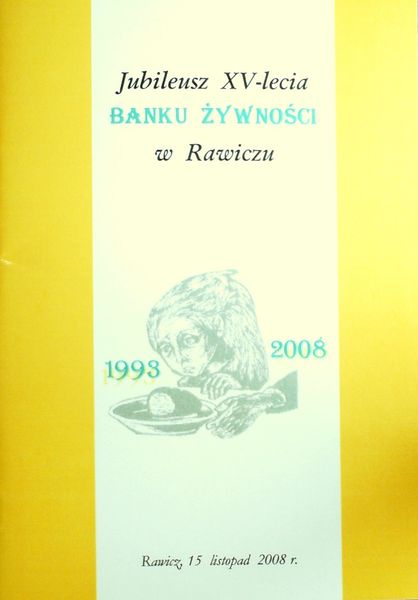 Jubileusz XV-lecia
BANKU ŻYWNOŚCI
w Rawiczu
1993
2008
Rawicz, 15 listopad 2008 r.